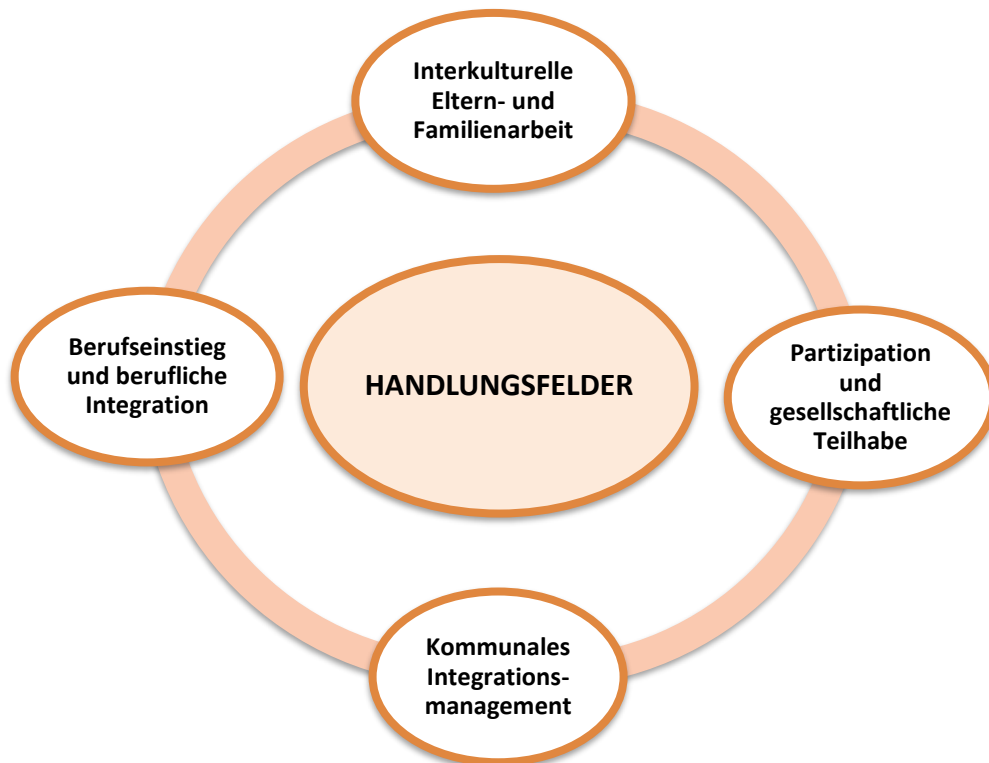 Interkulturelle
Eltern- und
Familienarbeit
Berufseinstieg
und berufliche
Integration
HANDLUNGSFELDER
Partizipation
und
gesellschaftliche
Teilhabe
Kommunales
Integrations-
management